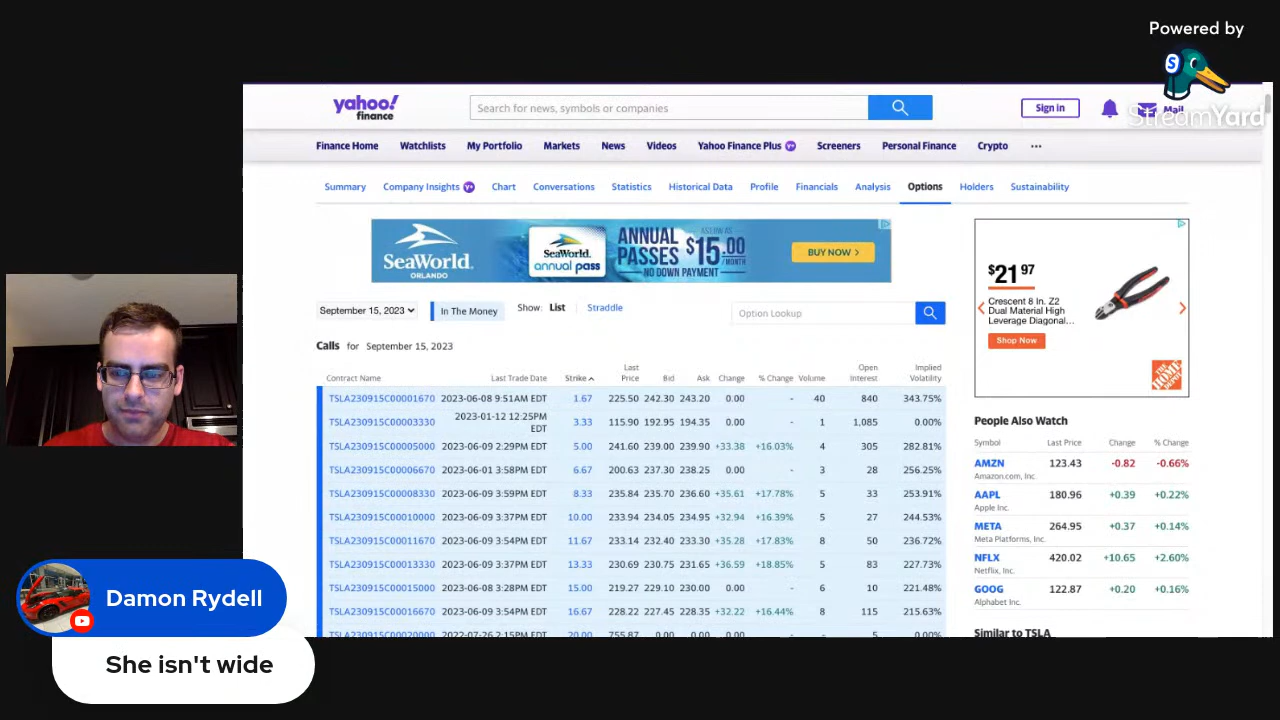 Powered by
S
StreamYard
yahoo!
finance
Search for news, symbols or companies
Sign in
Mail
Finance Home Watchlists My Portfolio Markets News Videos Yahoo Finance Plus Y+ Screeners Personal Finance Crypto ...
Summary Company Insights Y+ Chart Conversations Statistics Historical Data Profile Financials Analysis Options Holders Sustainability
SeaWorld.
ORLANDO
SeaWorld.
annual pass
ANNUAL PASSES
AS LOW AS
$15.00
/MONTH
NO DOWN PAYMENT
BUY NOW >
$21 97
Crescent 8 In. Z2
Dual Material High
Leverage Diagonal...
Shop Now
September 15, 2023 In The Money Show: List Straddle Option Lookup
Calls for September 15, 2023
Contract Name Last Trade Date Strike Last Price Bid Ask Change % Change Volume Open Interest Implied Volatility
TSLA230915C00001670 2023-06-08 9:51AM EDT 1.67 225.50 242.30 243.20 0.00 - 40 840 343.75%
TSLA230915C00003330 2023-01-12 12:25PM EDT 3.33 115.90 192.95 194.35 0.00 - 1 1,085 0.00%
TSLA230915C00005000 2023-06-09 2:29PM EDT 5.00 241.60 239.00 239.90 +33.38 +16.03% 4 305 282.81%
TSLA230915C00006670 2023-06-01 3:58PM EDT 6.67 200.63 237.30 238.25 0.00 - 3 28 256.25%
TSLA230915C00008330 2023-06-09 3:59PM EDT 8.33 235.84 235.70 236.60 +35.61 +17.78% 5 33 253.91%
TSLA230915C00010000 2023-06-09 3:37PM EDT 10.00 233.94 234.05 234.95 +32.94 +16.39% 5 27 244.53%
TSLA230915C00011670 2023-06-09 3:54PM EDT 11.67 233.14 232.40 233.30 +35.28 +17.83% 8 50 236.72%
TSLA230915C00013330 2023-06-09 3:37PM EDT 13.33 230.69 230.75 231.65 +36.59 +18.85% 5 83 227.73%
TSLA230915C00015000 2023-06-08 3:28PM EDT 15.00 219.27 229.10 230.00 0.00 - 6 10 221.48%
TSLA230915C00016670 2023-06-09 3:54PM EDT 16.67 228.22 227.45 228.35 +32.22 +16.44% 8 115 215.63%
TSLA230915C00020000 2022-07-26 2:15PM EDT 20.00 755.87 0.00 0.00 0.00 - - 5 0.00%
People Also Watch
Symbol Last Price Change % Change
AMZN 123.43 -0.82 -0.66%
Amazon.com, Inc.
AAPL 180.96 +0.39 +0.22%
Apple Inc.
META 264.95 +0.37 +0.14%
Meta Platforms, Inc.
NFLX 420.02 +10.65 +2.60%
Netflix, Inc.
GOOG 122.87 +0.20 +0.16%
Alphabet Inc.
Similar to TSLA
Damon Rydell
She isn't wide